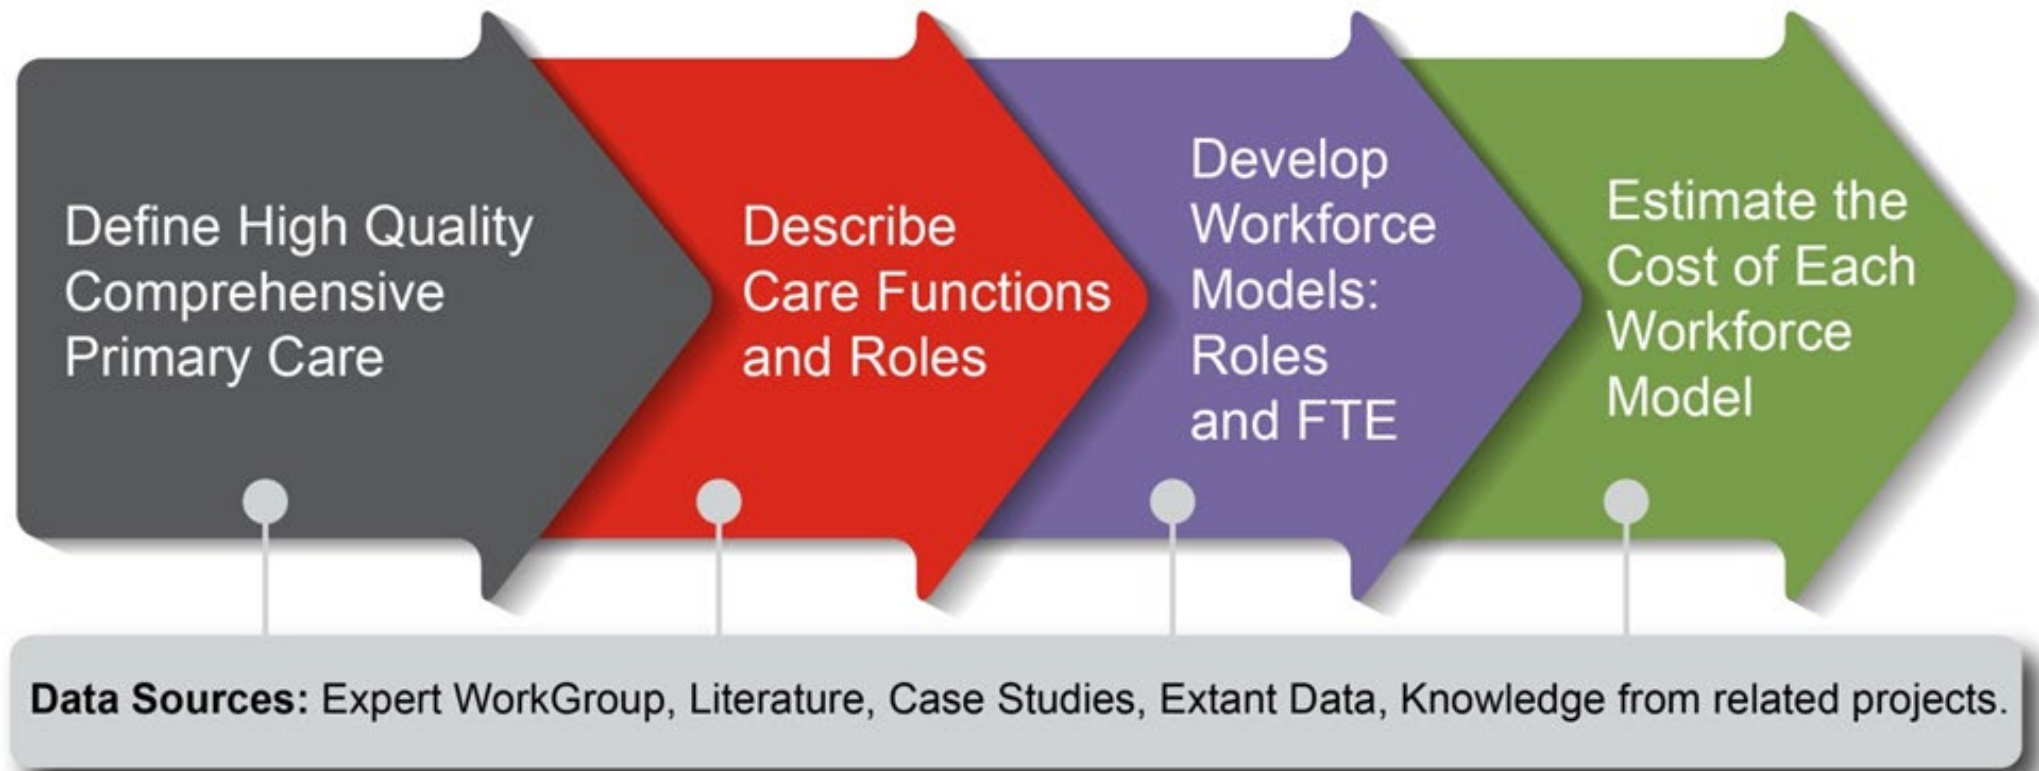 Define High Quality
Comprehensive
Primary Care
Describe
Care Functions
and Roles
Develop
Workforce
Models:
Roles
and FTE
Estimate the
Cost of Each
Workforce
Model
Data Sources: Expert WorkGroup, Literature, Case Studies, Extant Data, Knowledge from related projects.